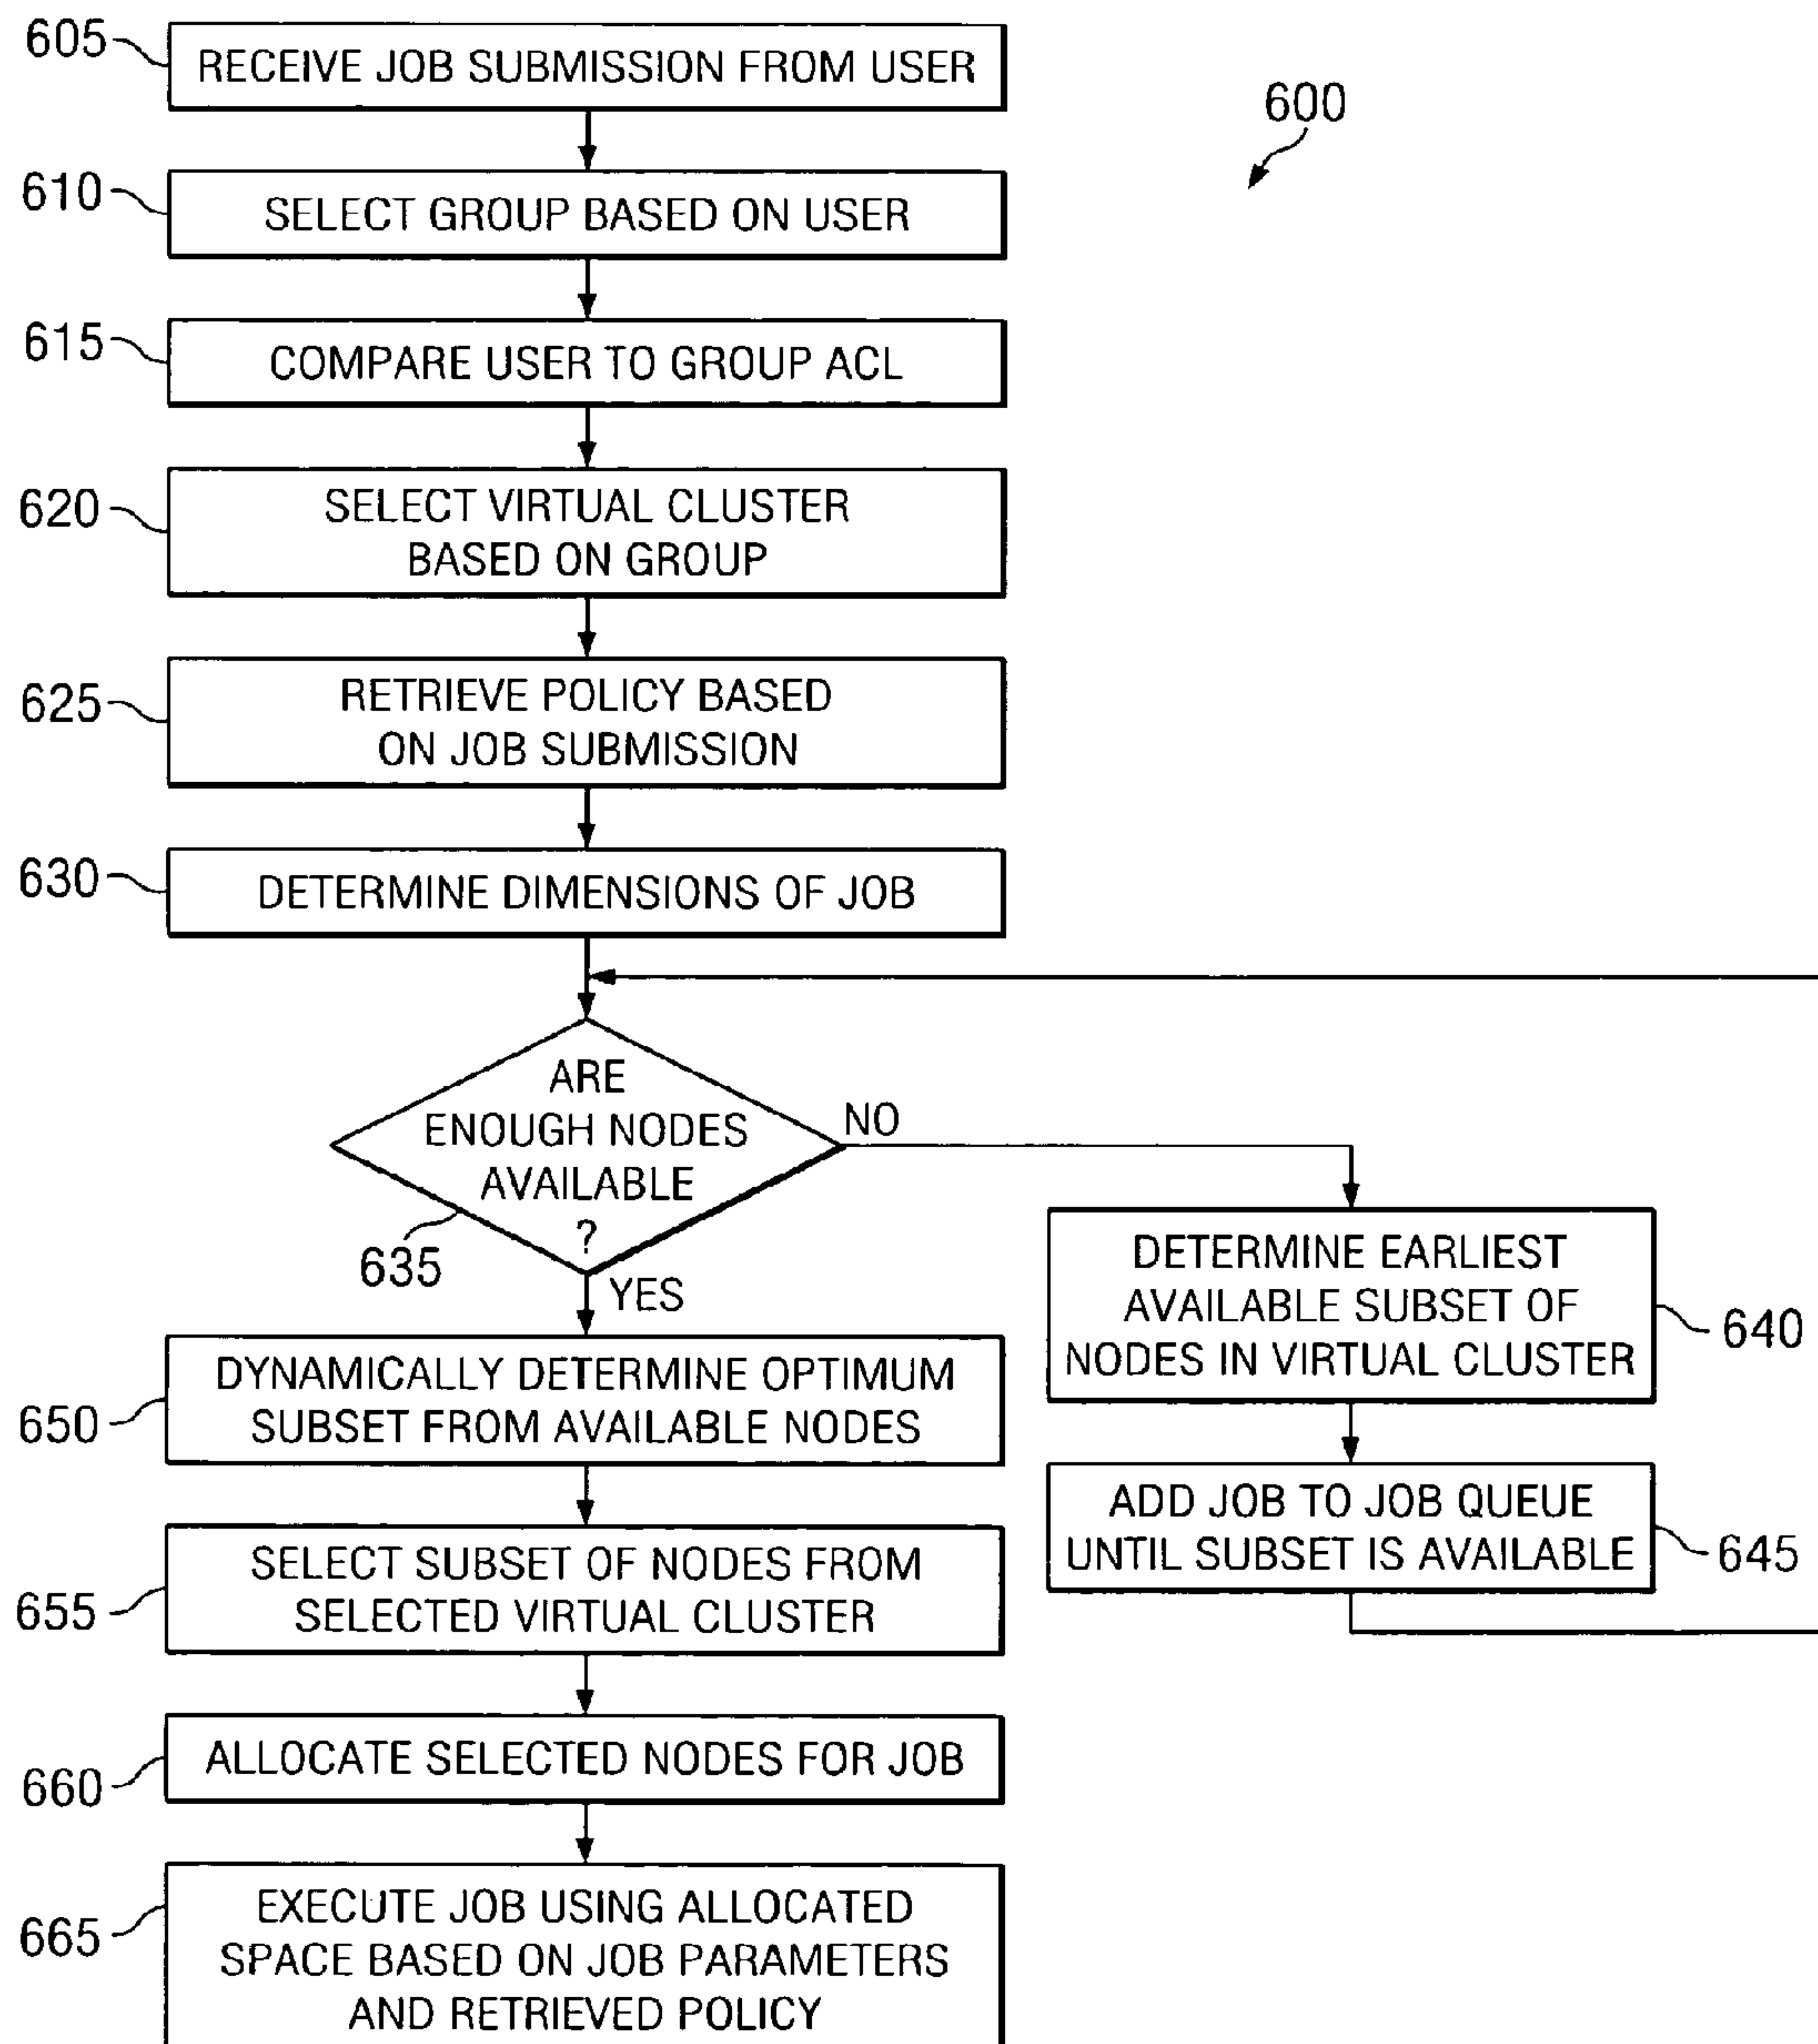 605
RECEIVE JOB SUBMISSION FROM USER
600
610
SELECT GROUP BASED ON USER
615
COMPARE USER TO GROUP ACL
620
SELECT VIRTUAL CLUSTER
BASED ON GROUP
625
RETRIEVE POLICY BASED
ON JOB SUBMISSION
630
DETERMINE DIMENSIONS OF JOB
ARE
ENOUGH NODES
AVAILABLE
?
635
NO
YES
DETERMINE EARLIEST
AVAILABLE SUBSET OF
NODES IN VIRTUAL CLUSTER
640
ADD JOB TO JOB QUEUE
UNTIL SUBSET IS AVAILABLE
645
650
DYNAMICALLY DETERMINE OPTIMUM
SUBSET FROM AVAILABLE NODES
655
SELECT SUBSET OF NODES FROM
SELECTED VIRTUAL CLUSTER
660
ALLOCATE SELECTED NODES FOR JOB
665
EXECUTE JOB USING ALLOCATED
SPACE BASED ON JOB PARAMETERS
AND RETRIEVED POLICY